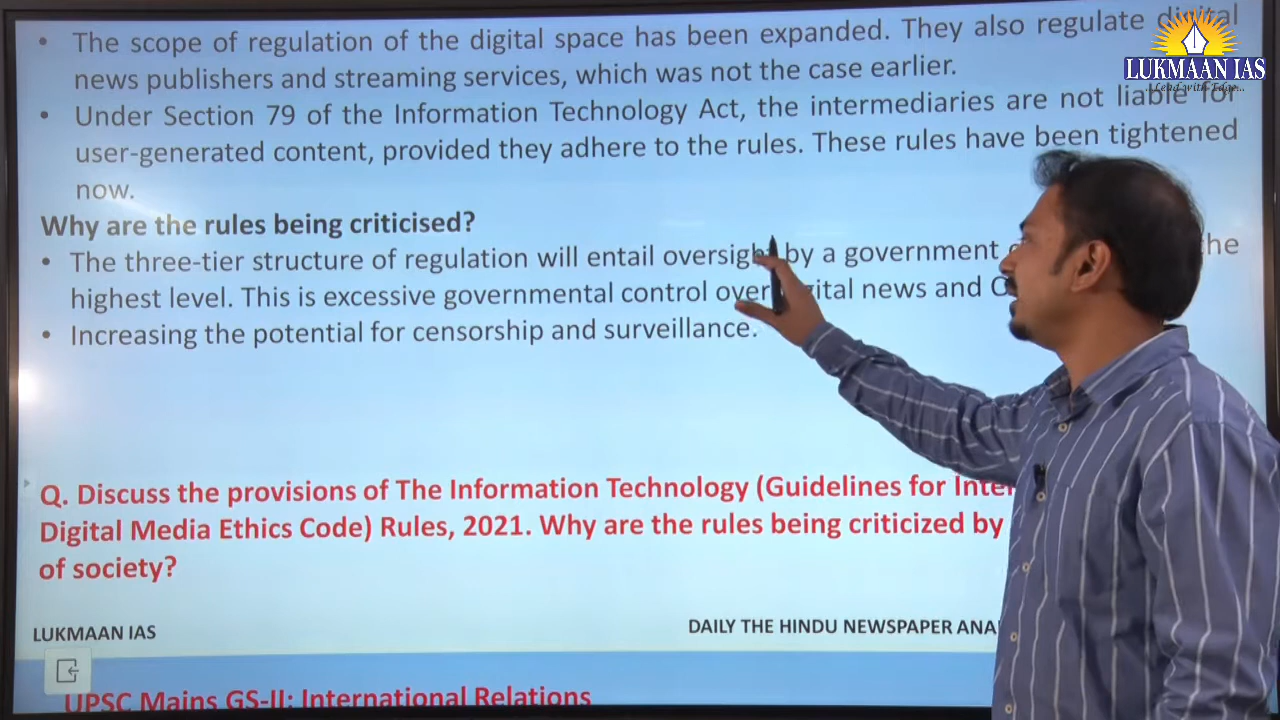 • The scope of regulation of the digital space has been expanded. They also regulate digital
news publishers and streaming services, which was not the case earlier.
LUKMAAN IAS
...Lead with Edge...
• Under Section 79 of the Information Technology Act, the intermediaries are not liable for
user-generated content, provided they adhere to the rules. These rules have been tightened
now.
Why are the rules being criticised?
• The three-tier structure of regulation will entail oversight by a government the
highest level. This is excessive governmental control over news and
• Increasing the potential for censorship and surveillance.
Q. Discuss the provisions of The Information Technology (Guidelines for
Digital Media Ethics Code) Rules, 2021. Why are the rules being criticized by
of society?
LUKMAAN IAS
DAILY THE HINDU NEWSPAPER
UPSC Mains GS-II: International Relations